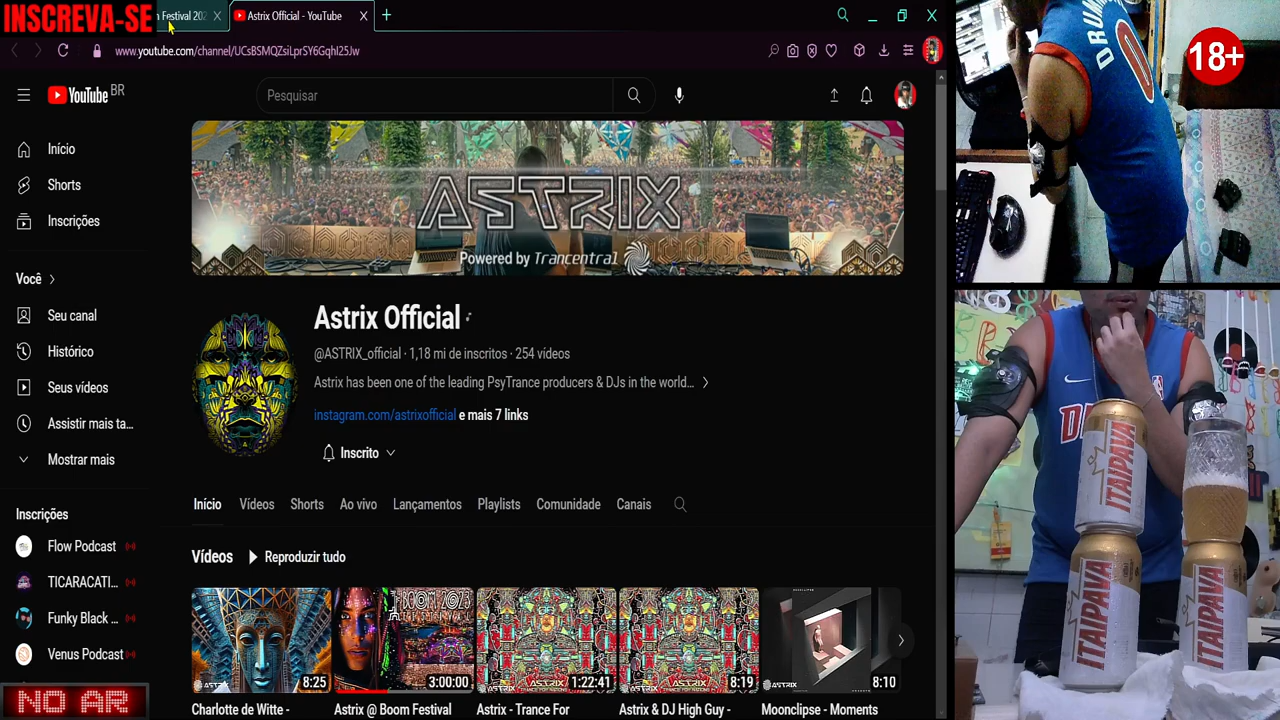 INSCREVA-SE
n Festival 202
Astrix Official - YouTube
www.youtube.com/channel/UCsBSMQZsiLprSY6GqhI25Jw
YouTube BR
Pesquisar
Início
Shorts
Inscrições
Você
Seu canal
Histórico
Seus vídeos
Assistir mais ta...
Mostrar mais
Inscrições
Flow Podcast
TICARACATI...
Funky Black ...
Venus Podcast
NO AR
ASTRIX
Powered by Trancentral
Astrix Official
@ASTRIX_official · 1,18 mi de inscritos · 254 vídeos
Astrix has been one of the leading PsyTrance producers & DJs in the world...
instagram.com/astrixofficial e mais 7 links
Inscrito
Início Vídeos Shorts Ao vivo Lançamentos Playlists Comunidade Canais
Vídeos Reproduzir tudo
BOOM 2023
8:25
3:00:00
1:22:41
8:19
8:10
Charlotte de Witte -
Astrix @ Boom Festival
Astrix - Trance For
Astrix & DJ High Guy -
Moonclipse - Moments
18+
DRUMM
0
ITAIPAVA
ITAIPAVA
ITAIPAVA